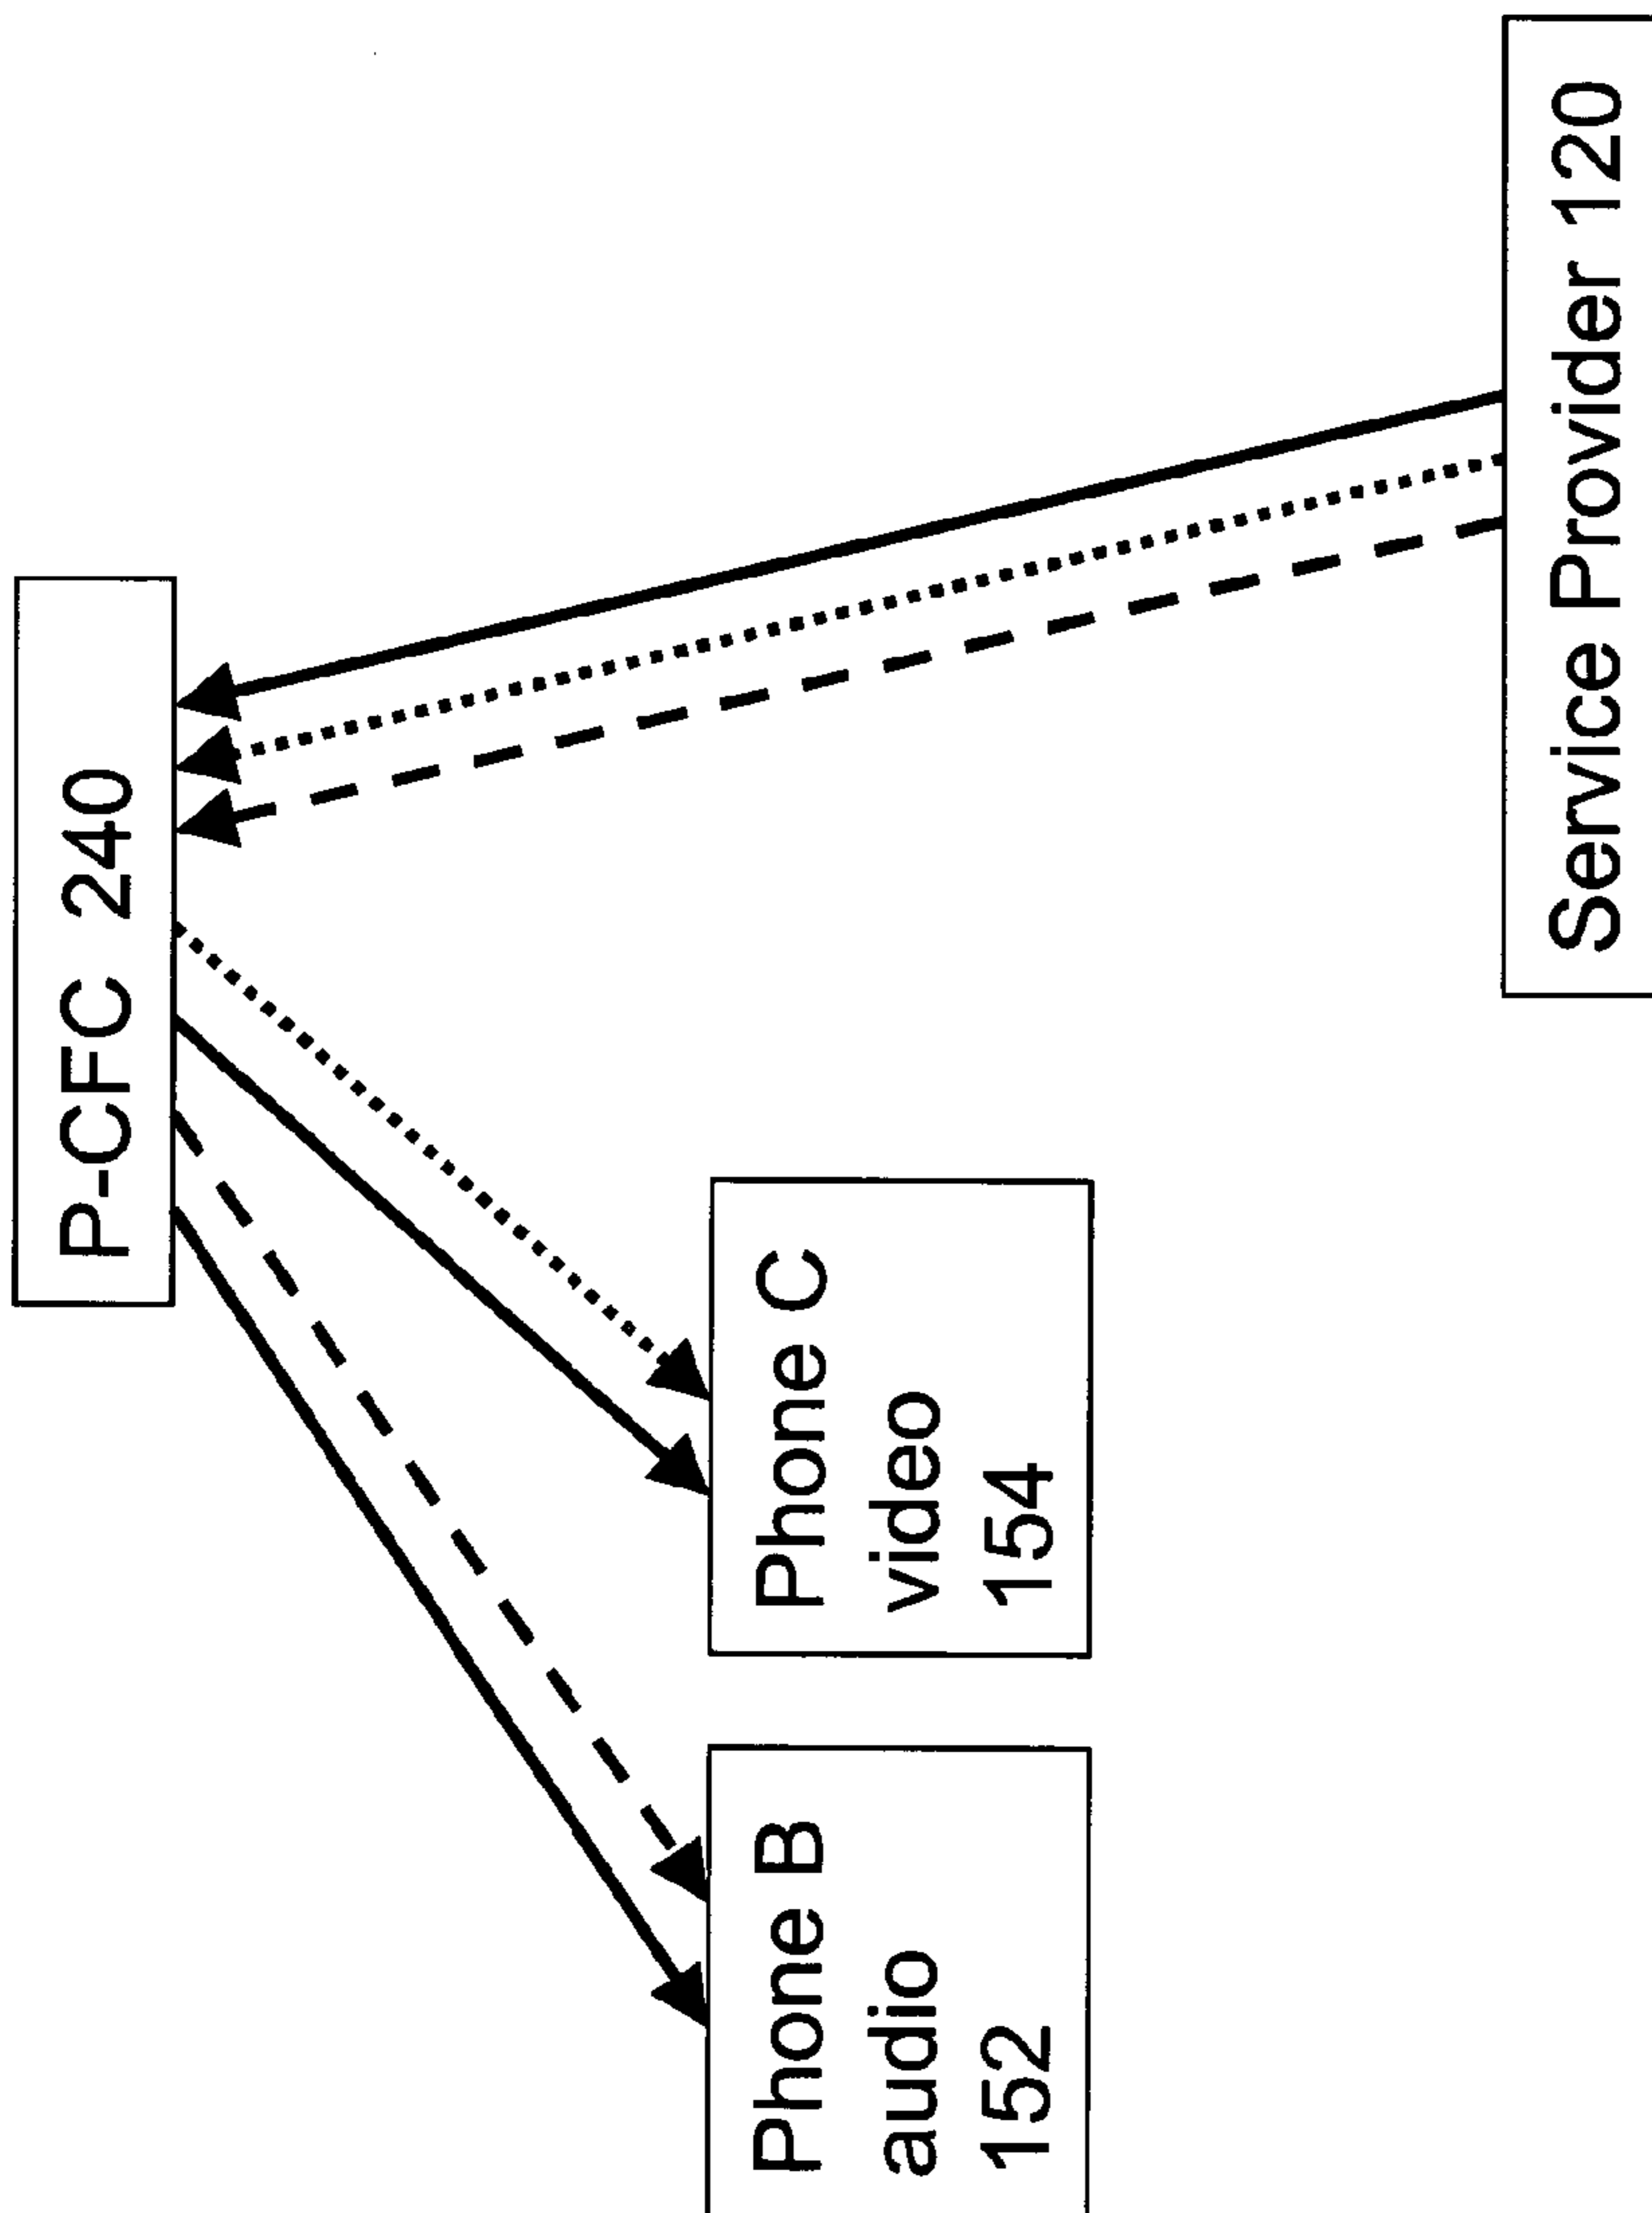 P-CFC 240
Phone B
audio
152
Phone C
video
154
Service Provider 120